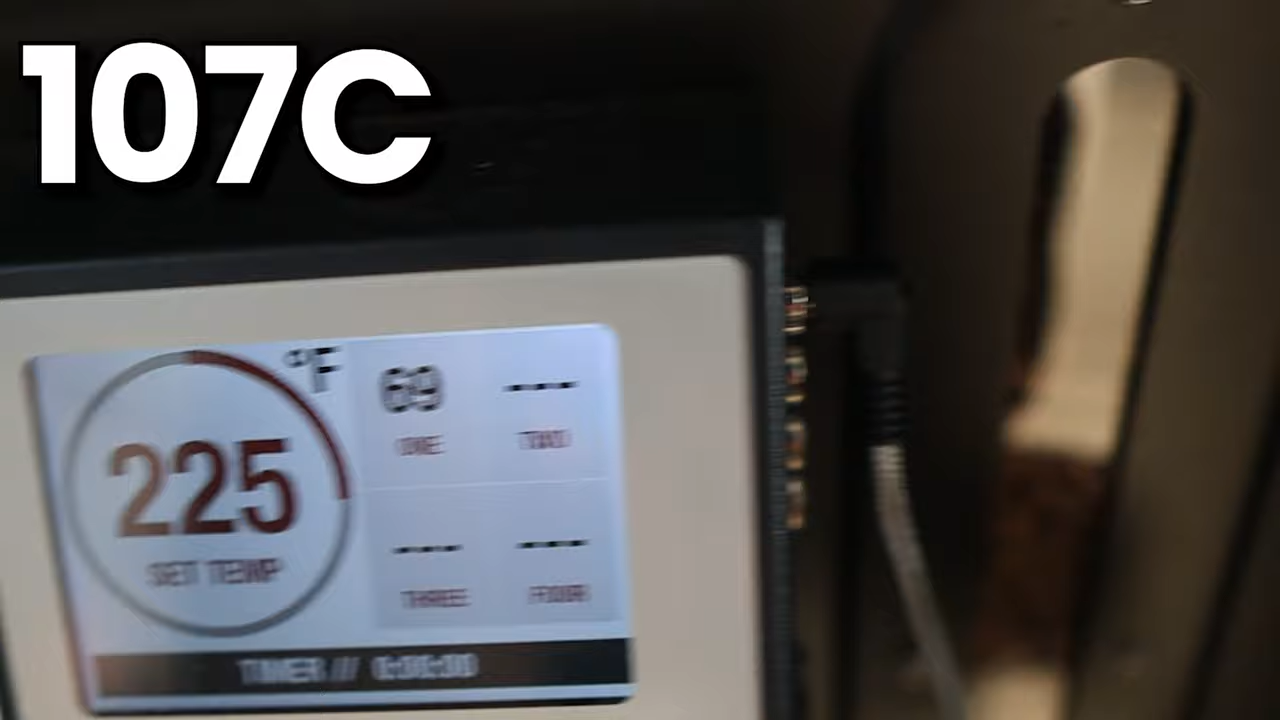 107C
°F
225
SET TEMP
69
ONE
---
TWO
---
THREE
---
FOUR
TIMER // 0:00:00